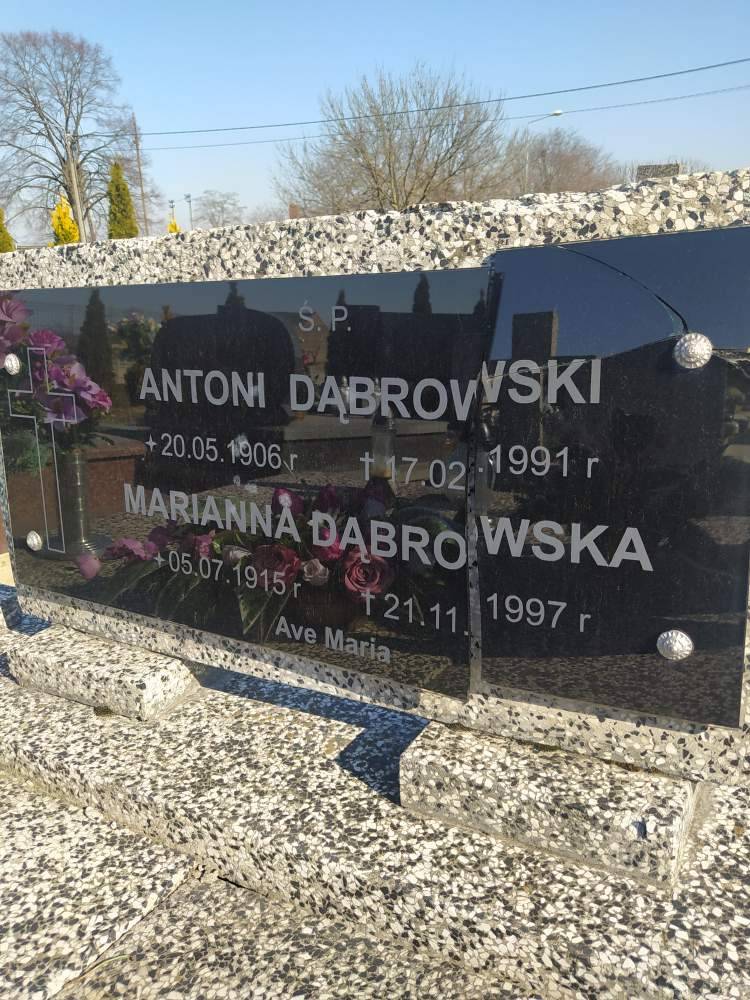 Ś. P.
ANTONI DĄBROWSKI
+20.05.1906 r †17.02.1991 r
MARIANNA DĄBROWSKA
+05.07.1915 r †21.11.1997 r
Ave Maria